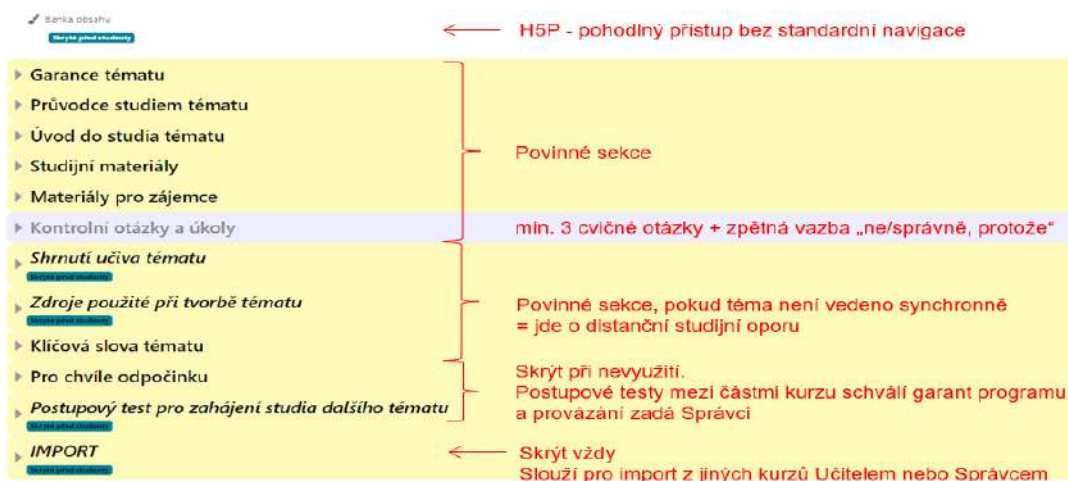 Banka obsahu
Skryté před studenty
H5P - pohodlný přístup bez standardní navigace
Garance tématu
Průvodce studiem tématu
Úvod do studia tématu
Studijní materiály
Povinné sekce
Materiály pro zájemce
Kontrolní otázky a úkoly
min. 3 cvičné otázky + zpětná vazba „ne/správně, protože“
Shrnutí učiva tématu
Skryté před studenty
Zdroje použité při tvorbě tématu
Skryté před studenty
Povinné sekce, pokud téma není vedeno synchronně
= jde o distanční studijní oporu
Klíčová slova tématu
Pro chvíle odpočinku
Skrýt při nevyužití.
Postupové testy mezi částmi kurzu schválí garant programu
a provázání zadá Správci
Postupový test pro zahájení studia dalšího tématu
Skryté před studenty
IMPORT
Skryté před studenty
Skrýt vždy
Slouží pro import z jiných kurzů Učitelem nebo Správcem